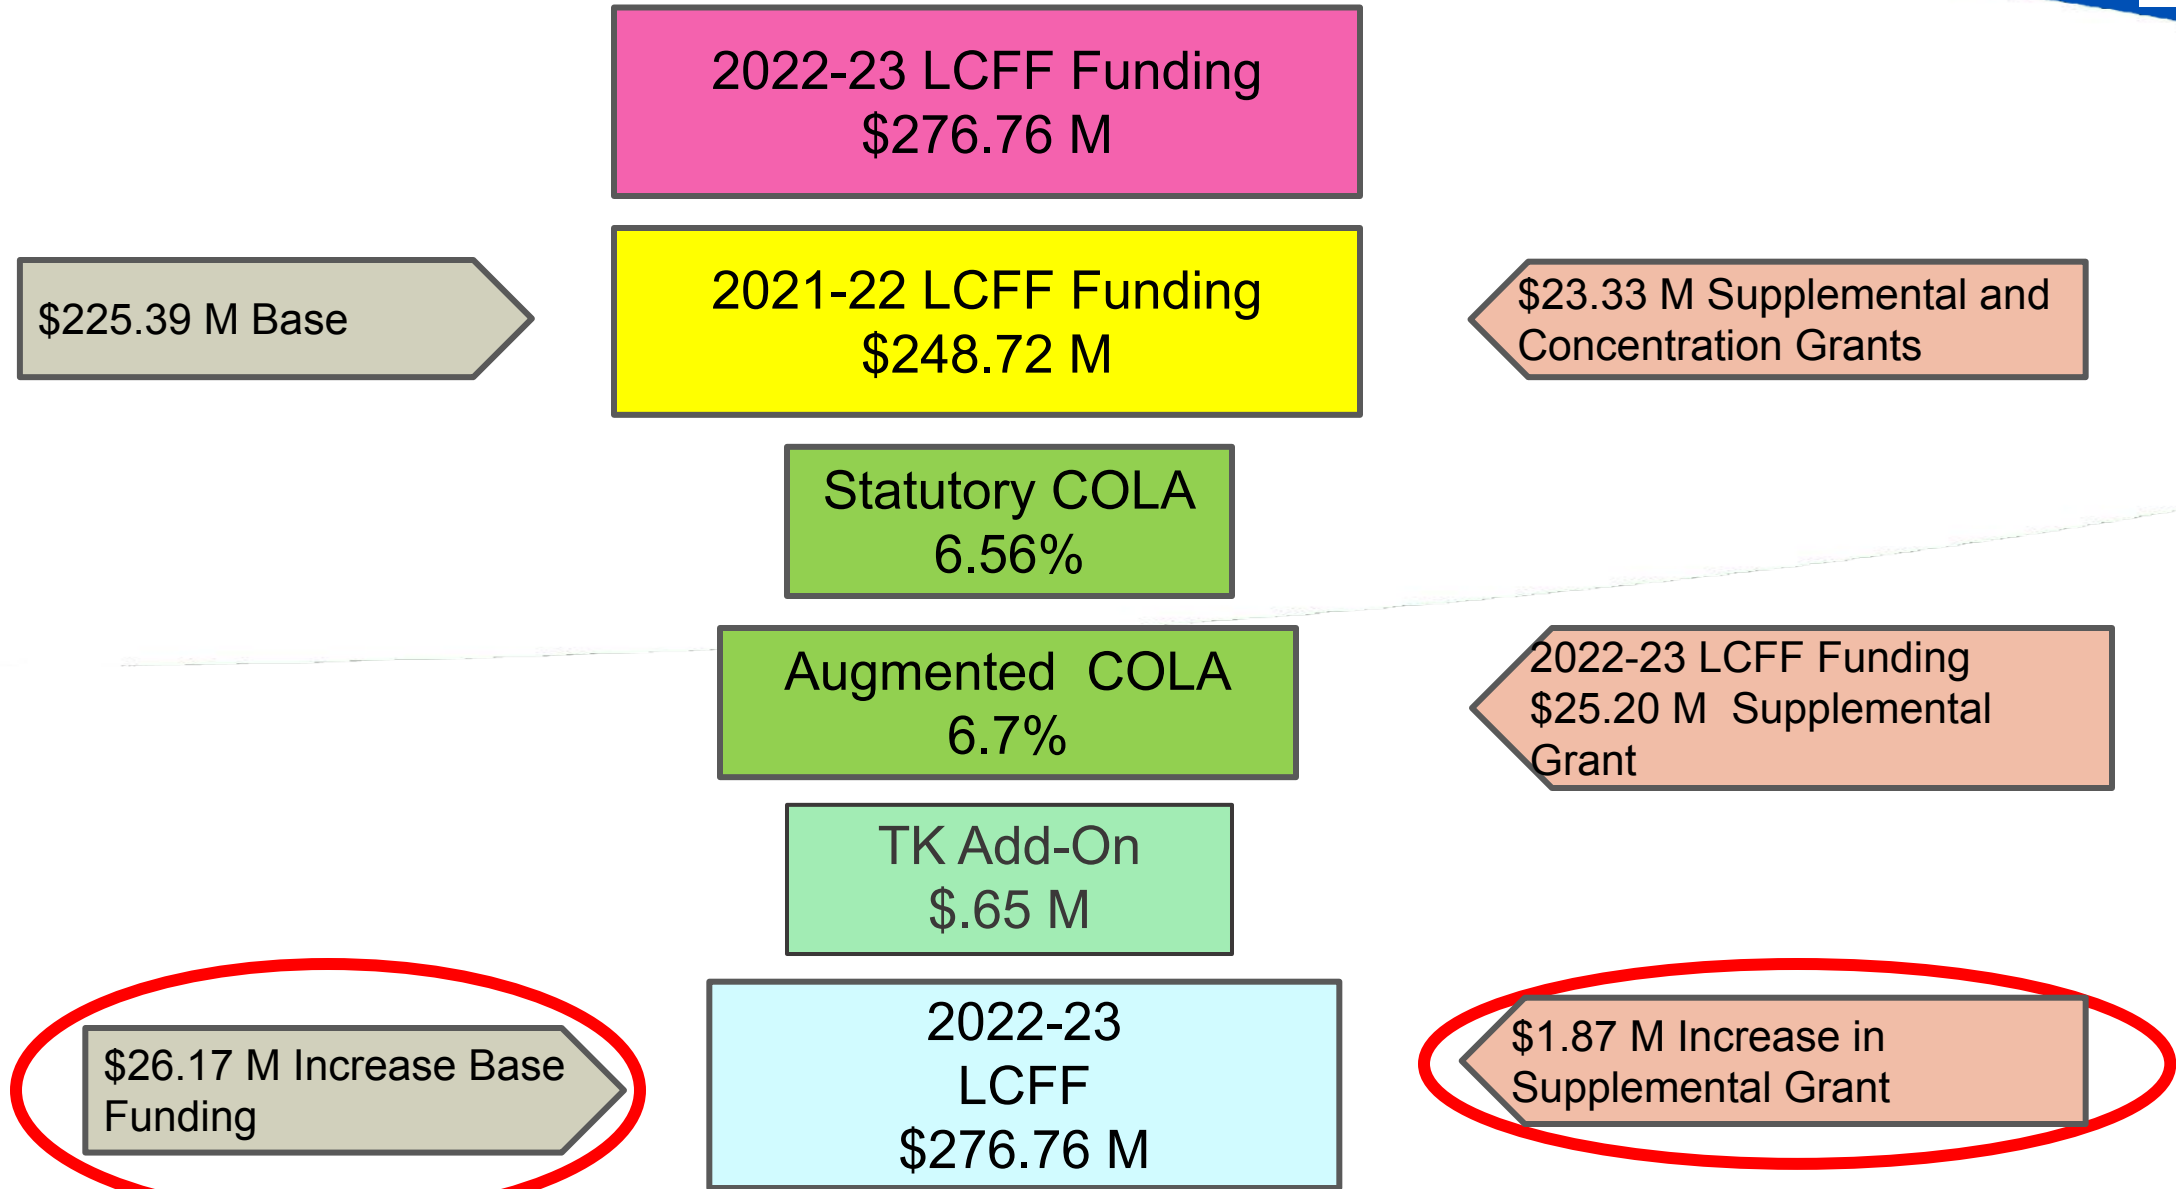 2022-23 LCFF Funding
$276.76 M
$225.39 M Base
2021-22 LCFF Funding
$248.72 M
$23.33 M Supplemental and
Concentration Grants
Statutory COLA
6.56%
Augmented  COLA
6.7%
2022-23 LCFF Funding
$25.20 M  Supplemental
Grant
TK Add-On
$.65 M
$26.17 M Increase Base
Funding
2022-23
LCFF
$276.76 M
$1.87 M Increase in
Supplemental Grant